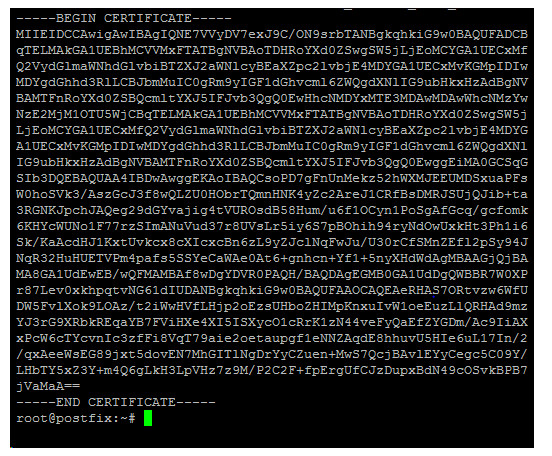 -----BEGIN CERTIFICATE-----
MIIEIDCCAwigAwIBAgIQNE7VVyDV7exJ9C/ON9srbTANBgkqhkiG9w0BAQUFADCB
qTELMAkGA1UEBhMCVVMxFTATBgNVBAoTDHRoYXd0ZSwgSW5jLjEoMCYGA1UECxMf
Q2VydGlmaWNhdGlvbiBTZXJ2aWNlcyBEaXZpc2lvbjE4MDYGA1UECxMvKGMpIDIw
MDYgdGhhd3RlLCBJbmMuIC0gRm9yIGF1dGhvcml6ZWQgdXNlIG9ubHkxHzAdBgNV
BAMTFnRoYXd0ZSBQcmltYXJ5IFJvb3QgQ0EwHhcNMDYxMTE3MDAwMDAwWhcNMzYw
NzE2MjM1OTU5WjCBqTELMAkGA1UEBhMCVVMxFTATBgNVBAoTDHRoYXd0ZSwgSW5j
LjEoMCYGA1UECxMfQ2VydGlmaWNhdGlvbiBTZXJ2aWNlcyBEaXZpc2lvbjE4MDYG
A1UECxMvKGMpIDIwMDYgdGhhd3RlLCBJbmMuIC0gRm9yIGF1dGhvcml6ZWQgdXNl
IG9ubHkxHzAdBgNVBAMTFnRoYXd0ZSBQcmltYXJ5IFJvb3QgQ0EwggEiMA0GCSqG
SIb3DQEBAQUAA4IBDwAwggEKAoIBAQCsoPD7gFnUnMekz52hWXMJEEUMDSxuaPFs
W0hoSVk3/AszGcJ3f8wQLZU0HObrTQmnHNK4yZc2AreJ1CRfBsDMRJSUjQJib+ta
3RGNKJpchJAQeg29dGYvajig4tVUROsdB58Hum/u6f1OCyn1PoSgAfGcq/gcfomk
6KHYcWUNo1F77rzSImANuVud37r8UVsLr5iy6S7pBOhih94ryNdOwUxkHt3Ph1i6
Sk/KaAcdHJ1KxtUvkcx8cXIcxcBn6zL9yZJclNqFwJu/U30rCfSMnZEfl2pSy94J
NqR32HuHUETVPm4pafs5SSYeCaWAe0At6+gnhcn+Yf1+5nyXHdWdAgMBAAGjQjBA
MA8GA1UdEwEB/wQFMAMBAf8wDgYDVR0PAQH/BAQDAgEGMB0GA1UdDgQWBBR7W0XP
r87Lev0xkhpqtvNG61dIUDANBgkqhkiG9w0BAQUFAAOCAQEAeRHAS7ORtvzw6WfU
DW5FvlXok9LOAz/t2iWwHVfLHjp2oEzsUHboZHIMpKnxuIvW1oeEuzLlQRHAd9mz
YJ3rG9XRbkREqaYB7FViHXe4XI5ISXycO1cRrK1zN44veFyQaEfZYGDm/Ac9IiAX
xPcW6cTYcvnIc3zfFi8VqT79aie2oetaupgf1eNNZAqdE8hhuvU5HIe6uL17In/2
/qxAeeWsEG89jxt5dovEN7MhGITlNgDrYyCZuen+MwS7QcjBAvlEYyCegc5C09Y/
LHbTY5xZ3Y+m4Q6gLkH3LpVHz7z9M/P2C2F+fpErgUfCJzDupxBdN49cOSvkBPB7
jVaMaA==
-----END CERTIFICATE-----
root@postfix:~#